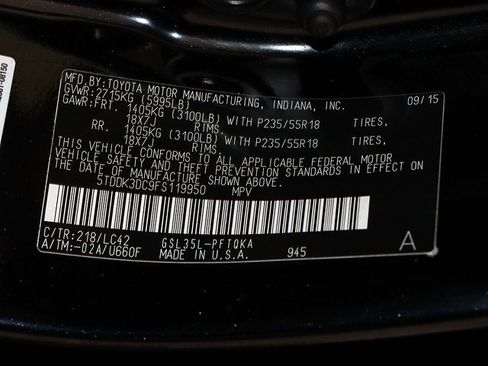 MFD.BY:TOYOTA MOTOR MANUFACTURING, INDIANA, INC. 09/15
GVWR:2715KG (5995LB)
GAWR:FRT. 1405KG (3100LB) WITH P235/55R18 TIRES,
18X7J RIMS.
RR. 1405KG (3100LB) WITH P235/55R18 TIRES,
18X7J RIMS.
THIS VEHICLE CONFORMS TO ALL APPLICABLE FEDERAL MOTOR
VEHICLE SAFETY AND THEFT PREVENTION STANDARDS IN EFFECT ON
THE DATE OF MANUFACTURE SHOWN ABOVE.
5TDDK3DC9FS119950 MPV
C/TR:218/LC42 GSL35L-PFTQKA
A/TM:-02A/U660F MADE IN U.S.A. 945 A